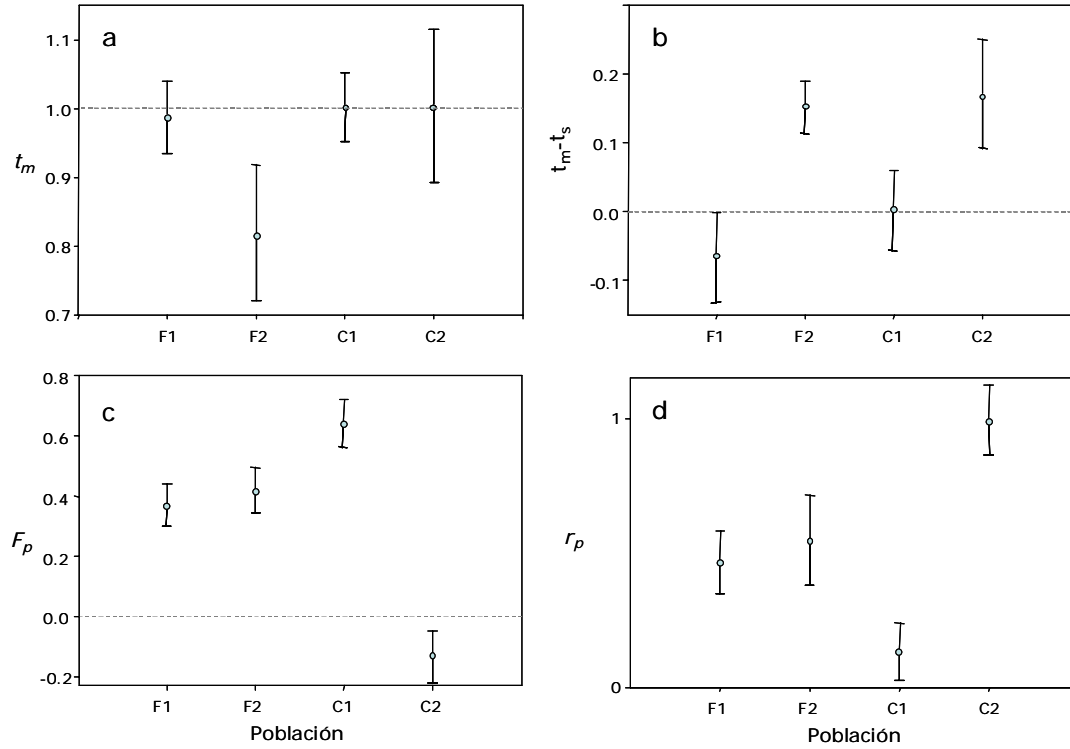 a
1.1
1.0
0.9
0.8
0.7
t_m
F1 F2 C1 C2
b
0.2
0.1
0.0
-0.1
t_m-t_s
F1 F2 C1 C2
c
0.8
0.6
0.4
0.2
0.0
-0.2
F_p
F1 F2 C1 C2
Población
d
1
0
r_p
F1 F2 C1 C2
Población